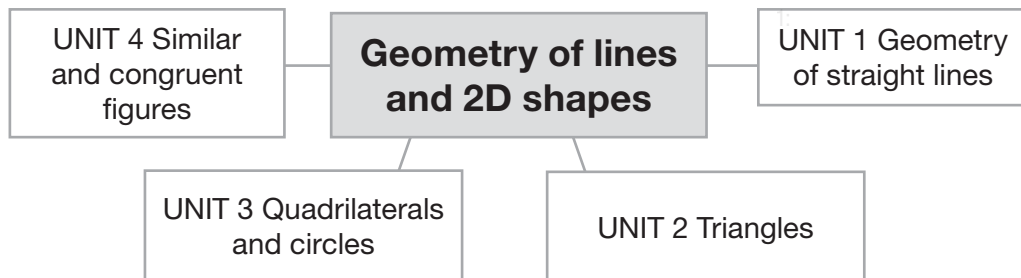 UNIT 4 Similar
and congruent
figures
Geometry of lines
and 2D shapes
UNIT 1 Geometry
of straight lines
UNIT 3 Quadrilaterals
and circles
UNIT 2 Triangles